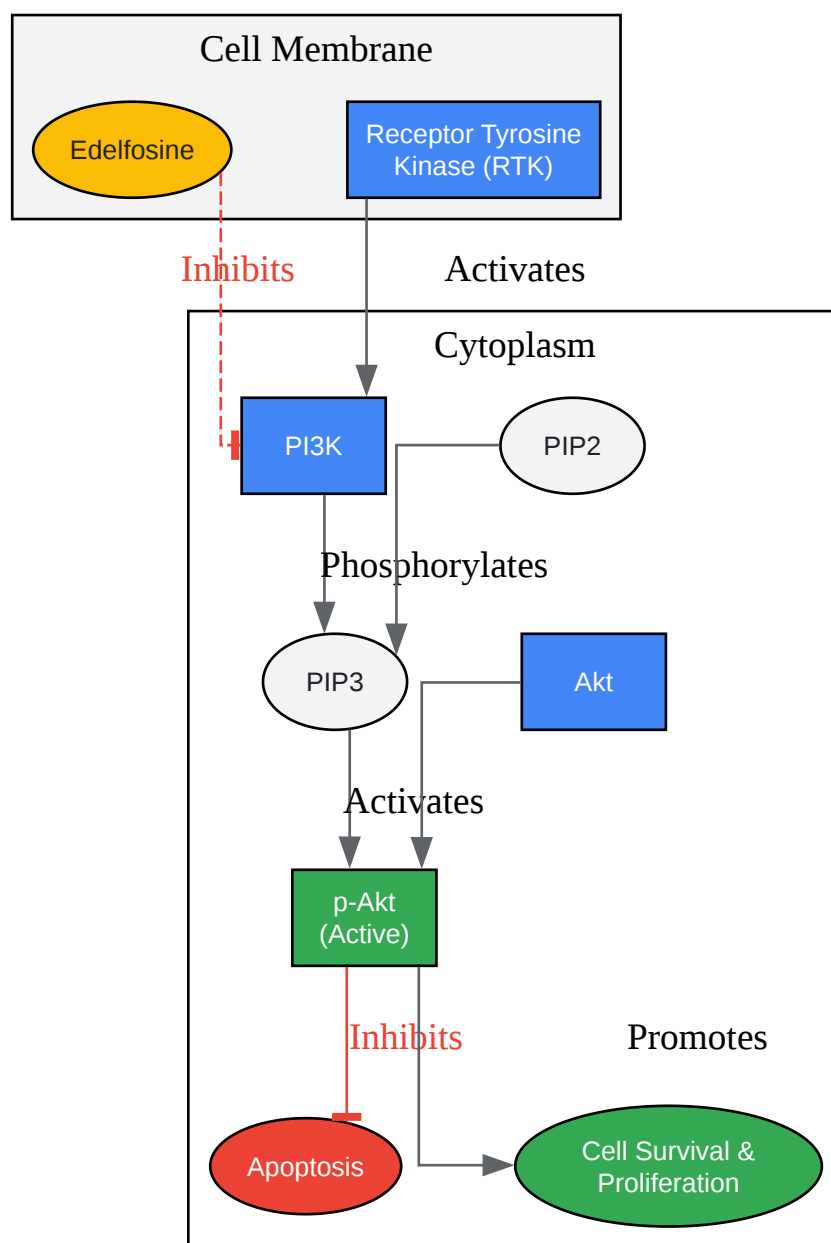 Cell Membrane
Edelfosine
Receptor Tyrosine
Kinase (RTK)
Inhibits
Activates
Cytoplasm
PI3K
PIP2
Phosphorylates
PIP3
Akt
Activates
p-Akt
(Active)
Inhibits
Promotes
Apoptosis
Cell Survival &
Proliferation